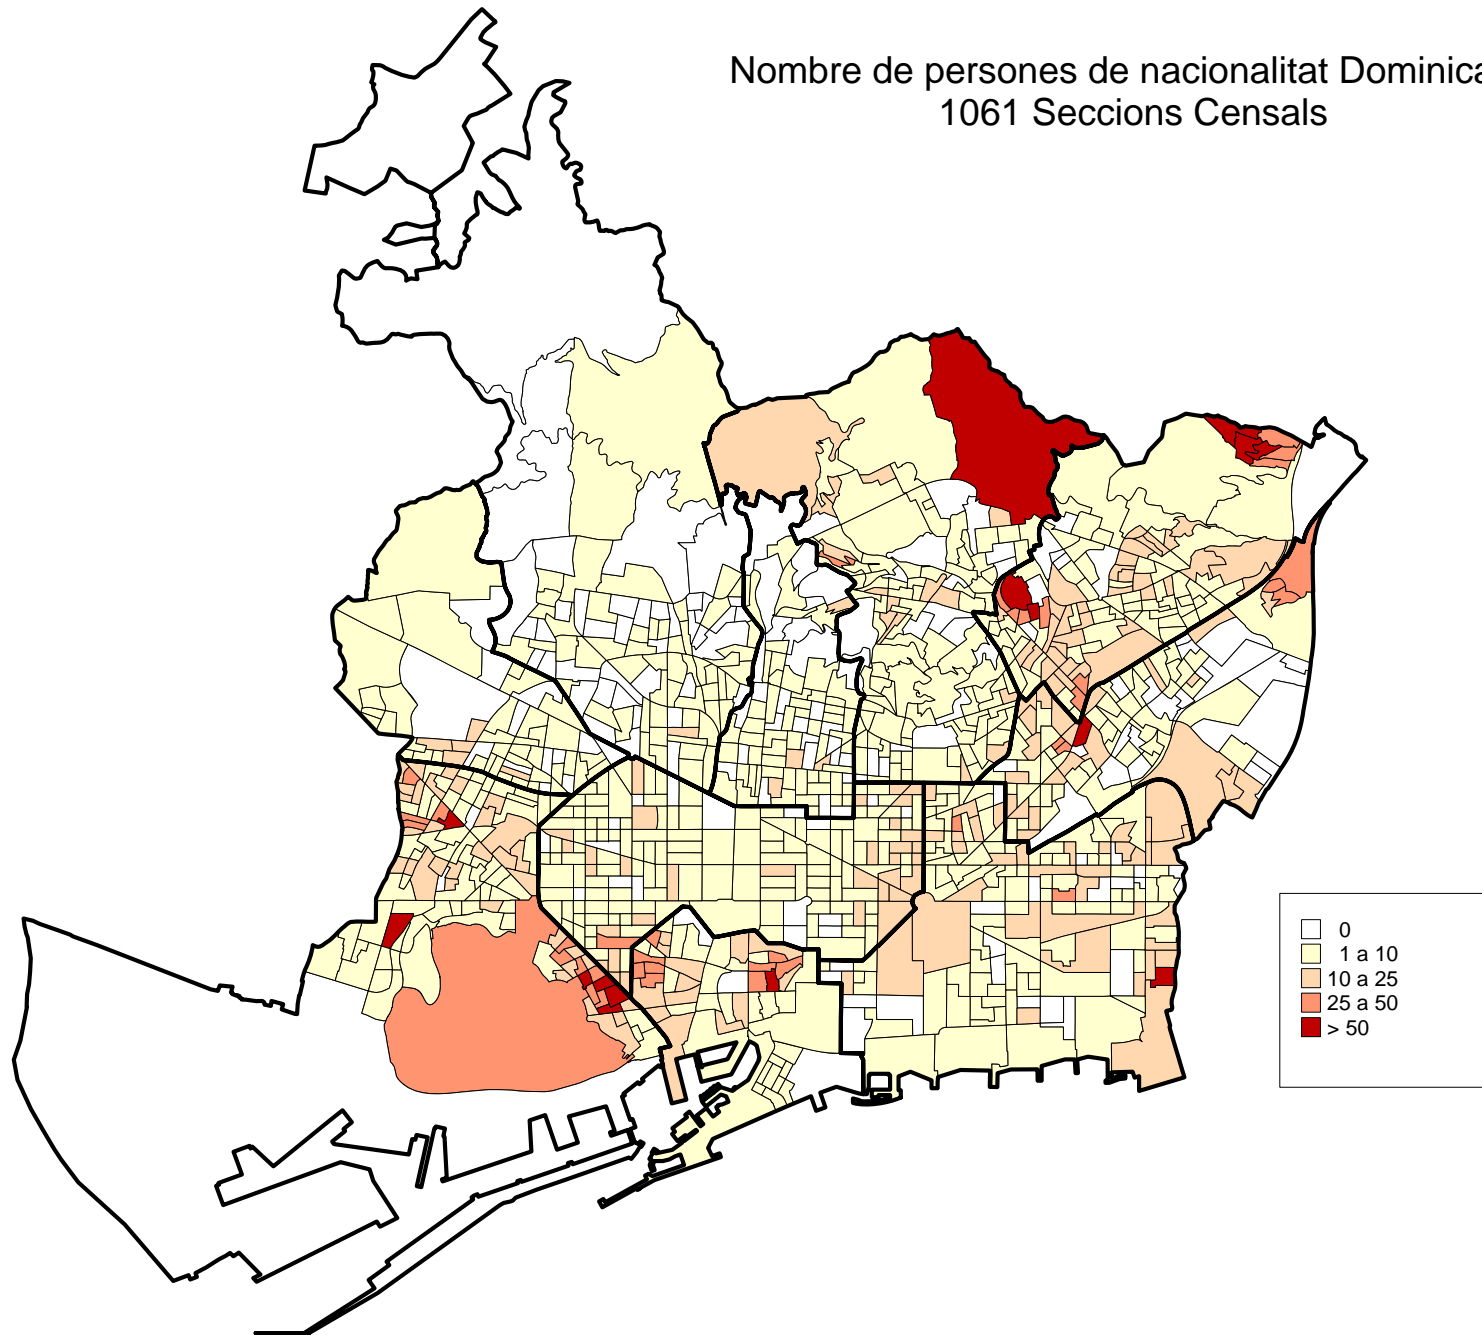 Nombre de persones de nacionalitat Dominica
1061 Seccions Censals
0
1 a 10
10 a 25
25 a 50
> 50